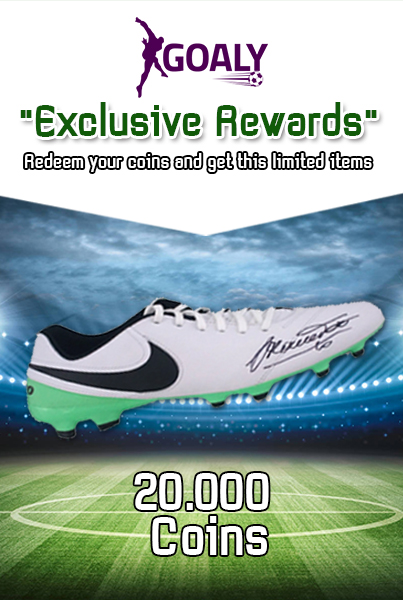 GOALY
"Exclusive Rewards"
Redeem your coins and get this limited items
20.000
Coins